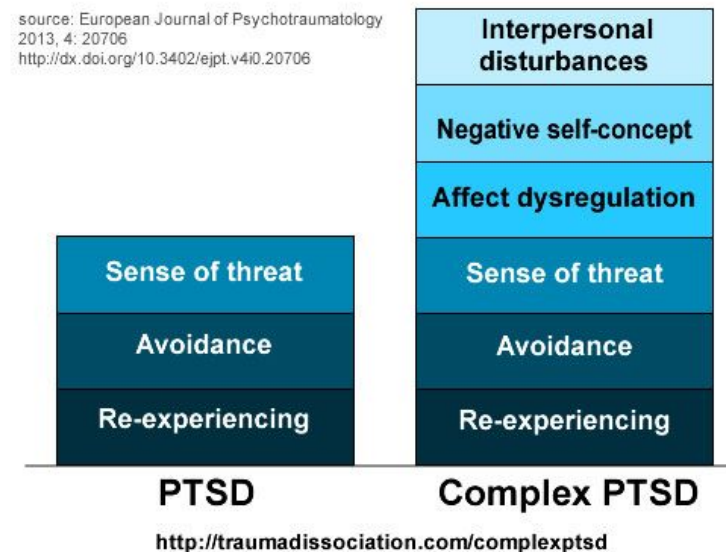 source: European Journal of Psychotraumatology
2013, 4: 20706
http://dx.doi.org/10.3402/ejpt.v4i0.20706
Interpersonal
disturbances
Negative self-concept
Affect dysregulation
Sense of threat
Avoidance
Re-experiencing
Sense of threat
Avoidance
Re-experiencing
PTSD
Complex PTSD
http://traumadissociation.com/complexptsd